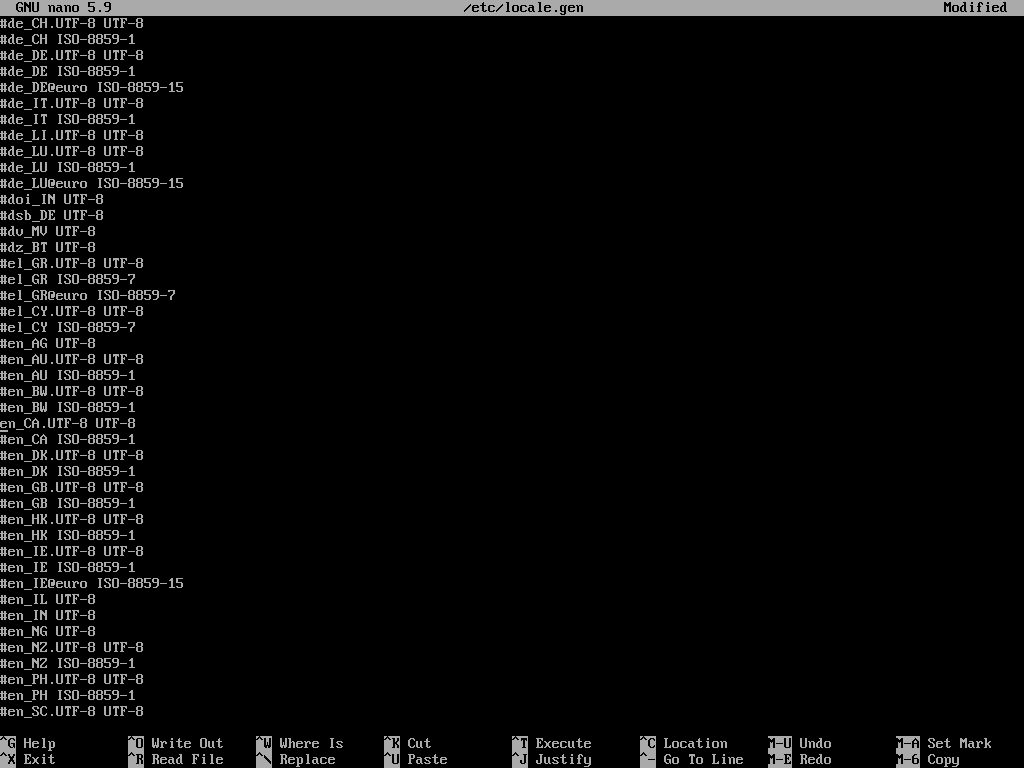 GNU nano 5.9 /etc/locale.gen Modified
#de_CH.UTF-8 UTF-8
#de_CH ISO-8859-1
#de_DE.UTF-8 UTF-8
#de_DE ISO-8859-1
#de_DE@euro ISO-8859-15
#de_IT.UTF-8 UTF-8
#de_IT ISO-8859-1
#de_LI.UTF-8 UTF-8
#de_LU.UTF-8 UTF-8
#de_LU ISO-8859-1
#de_LU@euro ISO-8859-15
#doi_IN UTF-8
#dsb_DE UTF-8
#dv_MV UTF-8
#dz_BT UTF-8
#el_GR.UTF-8 UTF-8
#el_GR ISO-8859-7
#el_GR@euro ISO-8859-7
#el_CY.UTF-8 UTF-8
#el_CY ISO-8859-7
#en_AG UTF-8
#en_AU.UTF-8 UTF-8
#en_AU ISO-8859-1
#en_BW.UTF-8 UTF-8
#en_BW ISO-8859-1
en_CA.UTF-8 UTF-8
#en_CA ISO-8859-1
#en_DK.UTF-8 UTF-8
#en_DK ISO-8859-1
#en_GB.UTF-8 UTF-8
#en_GB ISO-8859-1
#en_HK.UTF-8 UTF-8
#en_HK ISO-8859-1
#en_IE.UTF-8 UTF-8
#en_IE ISO-8859-1
#en_IE@euro ISO-8859-15
#en_IL UTF-8
#en_IN UTF-8
#en_NG UTF-8
#en_NZ.UTF-8 UTF-8
#en_NZ ISO-8859-1
#en_PH.UTF-8 UTF-8
#en_PH ISO-8859-1
#en_SC.UTF-8 UTF-8
^G Help ^O Write Out ^W Where Is ^K Cut ^T Execute ^C Location M-U Undo M-A Set Mark
^X Exit ^R Read File ^\ Replace ^U Paste ^J Justify ^_ Go To Line M-E Redo M-6 Copy